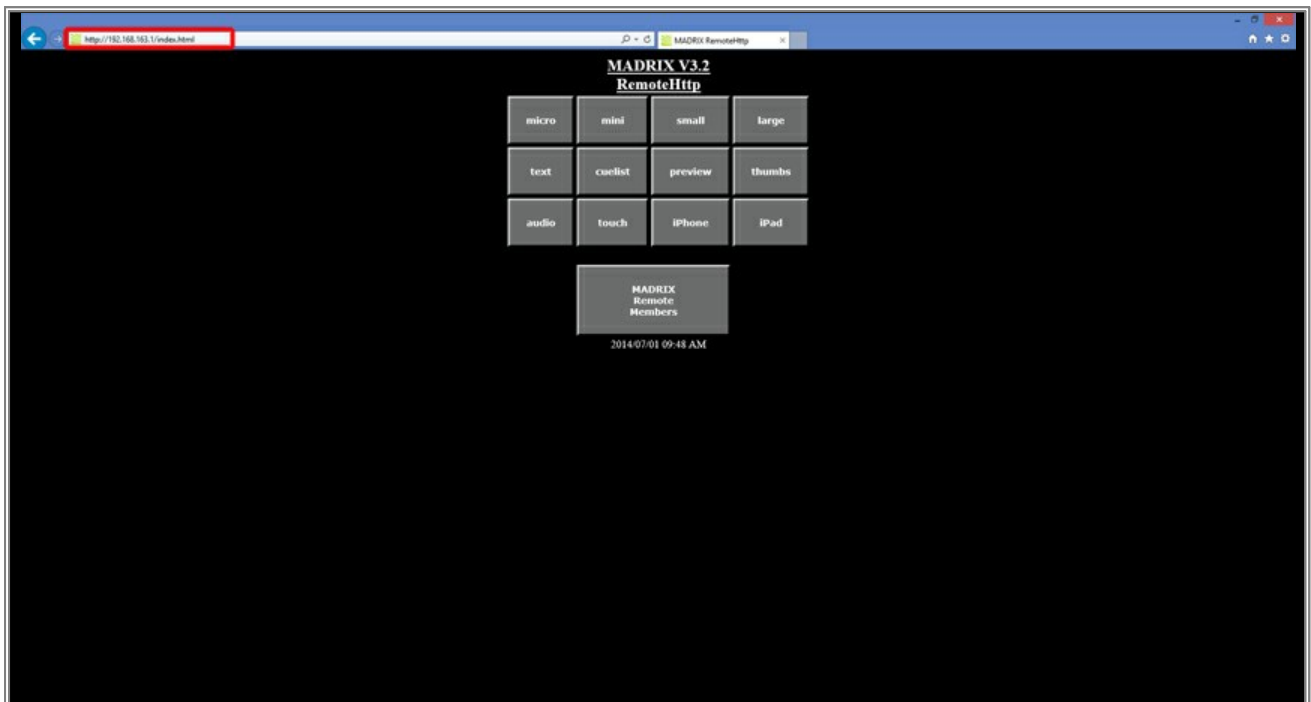 http://192.168.163.1/index.html
MADRIX RemoteHttp
MADRIX V3.2
RemoteHttp
micro mini small large
text cuelist preview thumbs
audio touch iPhone iPad
MADRIX
Remote
Members
2014/07/01 09:48 AM